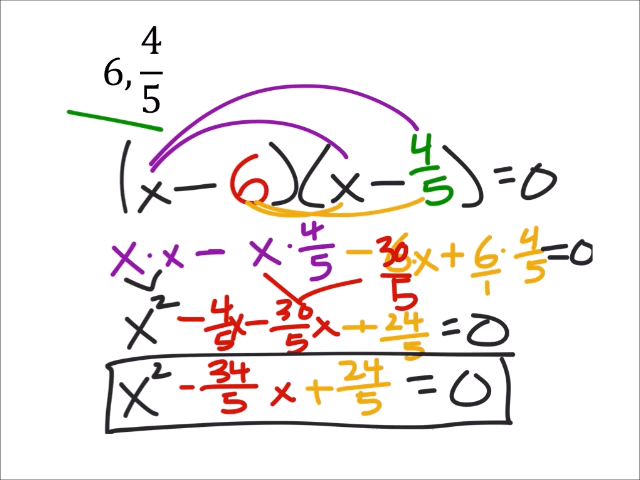 6, 4/5
(x - 6)(x - 4/5) = 0
x · x - x · 4/5 - 30/5 x + 6/1 · 4/5 = 0
x² - 4/5 x - 30/5 x + 24/5 = 0
x² - 34/5 x + 24/5 = 0